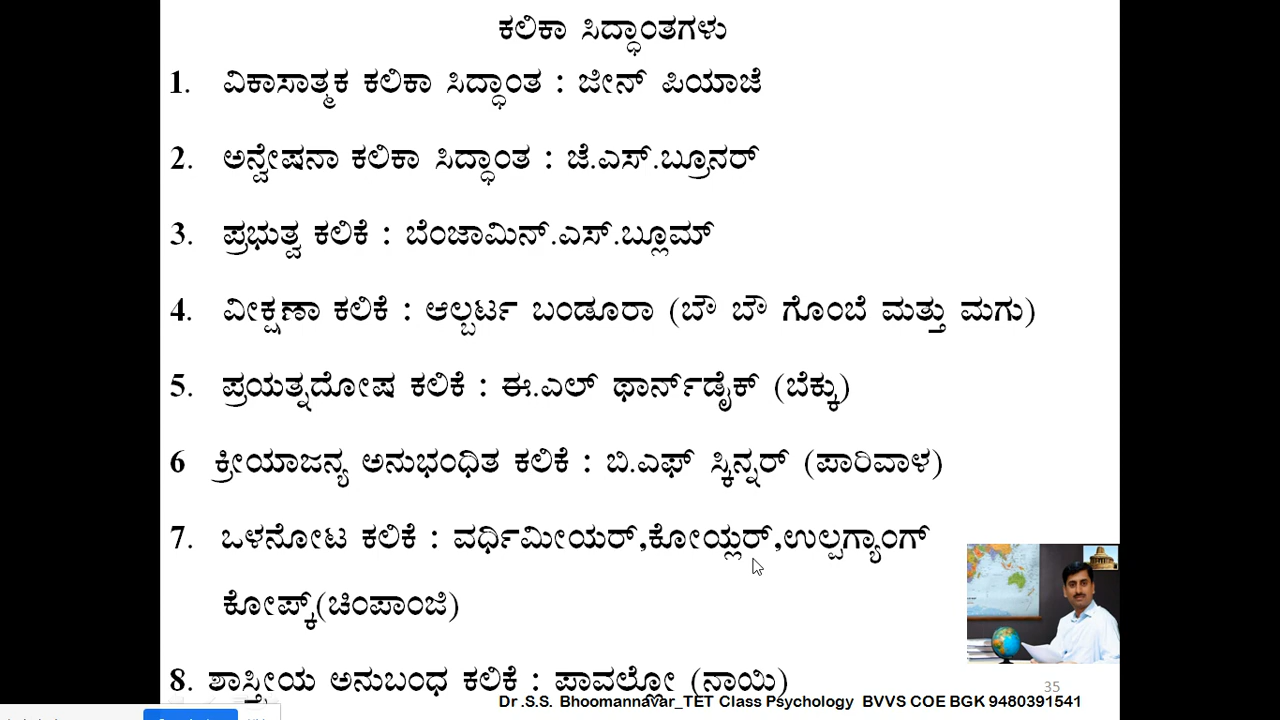 ಕಲಿಕಾ ಸಿದ್ಧಾಂತಗಳು
1. ವಿಕಾಸಾತ್ಮಕ ಕಲಿಕಾ ಸಿದ್ಧಾಂತ : ಜೀನ್ ಪಿಯಾಜೆ
2. ಅನ್ವೇಷನಾ ಕಲಿಕಾ ಸಿದ್ಧಾಂತ : ಜೆ.ಎಸ್.ಬ್ರೂನರ್
3. ಪ್ರಭುತ್ವ ಕಲಿಕೆ : ಬೆಂಜಾಮಿನ್.ಎಸ್.ಬ್ಲೂಮ್
4. ವೀಕ್ಷಣಾ ಕಲಿಕೆ : ಆಲ್ಬರ್ಟ ಬಂಡೂರಾ (ಬೌ ಬೌ ಗೊಂಬೆ ಮತ್ತು ಮಗು)
5. ಪ್ರಯತ್ನದೋಷ ಕಲಿಕೆ : ಈ.ಎಲ್ ಥಾರ್ನ್‌ಡೈಕ್ (ಬೆಕ್ಕು)
6 ಕ್ರೀಯಾಜನ್ಯ ಅನುಭಂಧಿತ ಕಲಿಕೆ : ಬಿ.ಎಫ್ ಸ್ಕಿನ್ನರ್ (ಪಾರಿವಾಳ)
7. ಒಳನೋಟ ಕಲಿಕೆ : ವರ್ಧಿಮೀಯರ್,ಕೋಯ್ಲರ್,ಉಲ್ಪಗ್ಯಾಂಗ್
ಕೋಪ್ಕ್(ಚಿಂಪಾಂಜಿ)
8. ಶಾಸ್ತ್ರೀಯ ಅನುಬಂಧ ಕಲಿಕೆ : ಪಾವಲ್ಲೋ (ನಾಯಿ)
35
Dr .S.S. Bhoomannavar_TET Class Psychology BVVS COE BGK 9480391541